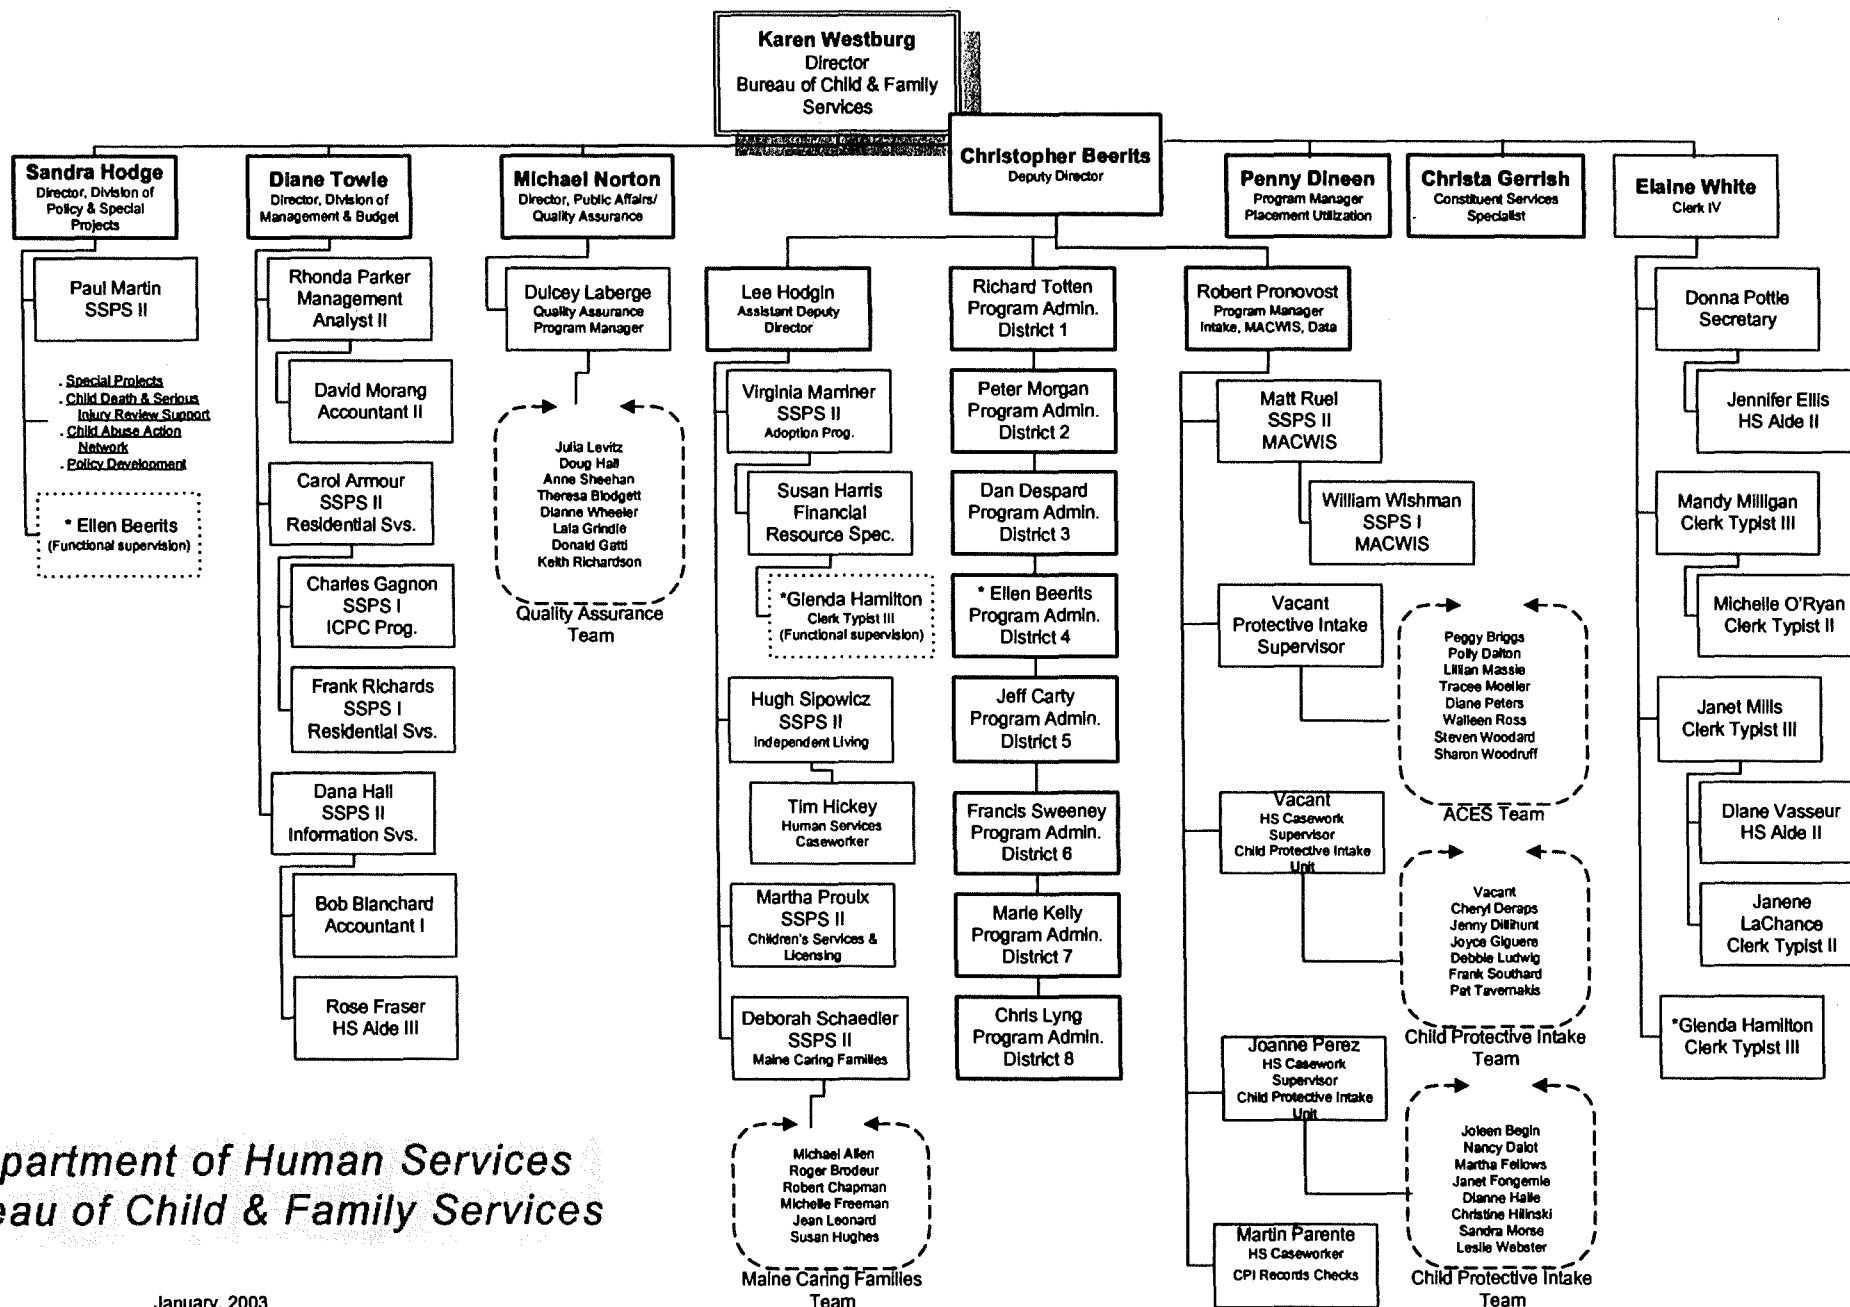 Karen Westburg
Director
Bureau of Child & Family
Services
Christopher Beerits
Deputy Director
Sandra Hodge
Director, Division of
Policy & Special
Projects
Diane Towle
Director, Division of
Management & Budget
Michael Norton
Director, Public Affairs/
Quality Assurance
Penny Dineen
Program Manager
Placement Utilization
Christa Gerrish
Constituent Services
Specialist
Elaine White
Clerk IV
Paul Martin
SSPS II
. Special Projects
. Child Death & Serious
Injury Review Support
. Child Abuse Action
Network
. Policy Development
* Ellen Beerits
(Functional supervision)
Rhonda Parker
Management
Analyst II
David Morang
Accountant II
Carol Armour
SSPS II
Residential Svs.
Charles Gagnon
SSPS I
ICPC Prog.
Frank Richards
SSPS I
Residential Svs.
Dana Hall
SSPS II
Information Svs.
Bob Blanchard
Accountant I
Rose Fraser
HS Aide III
Dulcey Laberge
Quality Assurance
Program Manager
Julia Levitz
Doug Hall
Anne Sheehan
Theresa Blodgett
Dianne Wheeler
Lala Grindle
Donald Gatti
Keith Richardson
Quality Assurance
Team
Lee Hodgin
Assistant Deputy
Director
Virginia Marriner
SSPS II
Adoption Prog.
Susan Harris
Financial
Resource Spec.
*Glenda Hamilton
Clerk Typist III
(Functional supervision)
Hugh Sipowicz
SSPS II
Independent Living
Tim Hickey
Human Services
Caseworker
Martha Proulx
SSPS II
Children's Services &
Licensing
Deborah Schaedler
SSPS II
Maine Caring Families
Michael Allen
Roger Brodeur
Robert Chapman
Michelle Freeman
Jean Leonard
Susan Hughes
Maine Caring Families
Team
Richard Totten
Program Admin.
District 1
Peter Morgan
Program Admin.
District 2
Dan Despard
Program Admin.
District 3
* Ellen Beerits
Program Admin.
District 4
Jeff Carty
Program Admin.
District 5
Francis Sweeney
Program Admin.
District 6
Marie Kelly
Program Admin.
District 7
Chris Lyng
Program Admin.
District 8
Robert Pronovost
Program Manager
Intake, MACWIS, Data
Matt Ruel
SSPS II
MACWIS
William Wishman
SSPS I
MACWIS
Vacant
Protective Intake
Supervisor
Peggy Briggs
Polly Dalton
Lillian Massie
Tracee Moeller
Diane Peters
Walleen Ross
Steven Woodard
Sharon Woodruff
ACES Team
Vacant
HS Casework
Supervisor
Child Protective Intake
Unit
Vacant
Cheryl Deraps
Jenny Dillihunt
Joyce Giguere
Debbie Ludwig
Frank Southard
Pat Tavernakis
Child Protective Intake
Team
Joanne Perez
HS Casework
Supervisor
Child Protective Intake
Unit
Joleen Begin
Nancy Dalot
Martha Fellows
Janet Fongemie
Dianne Halle
Christine Hilinski
Sandra Morse
Leslie Webster
Child Protective Intake
Team
Martin Parente
HS Caseworker
CPI Records Checks
Donna Pottle
Secretary
Jennifer Ellis
HS Aide II
Mandy Milligan
Clerk Typist III
Michelle O'Ryan
Clerk Typist II
Janet Mills
Clerk Typist III
Diane Vasseur
HS Aide II
Janene
LaChance
Clerk Typist II
*Glenda Hamilton
Clerk Typist III
partment of Human Services
eau of Child & Family Services
January, 2003